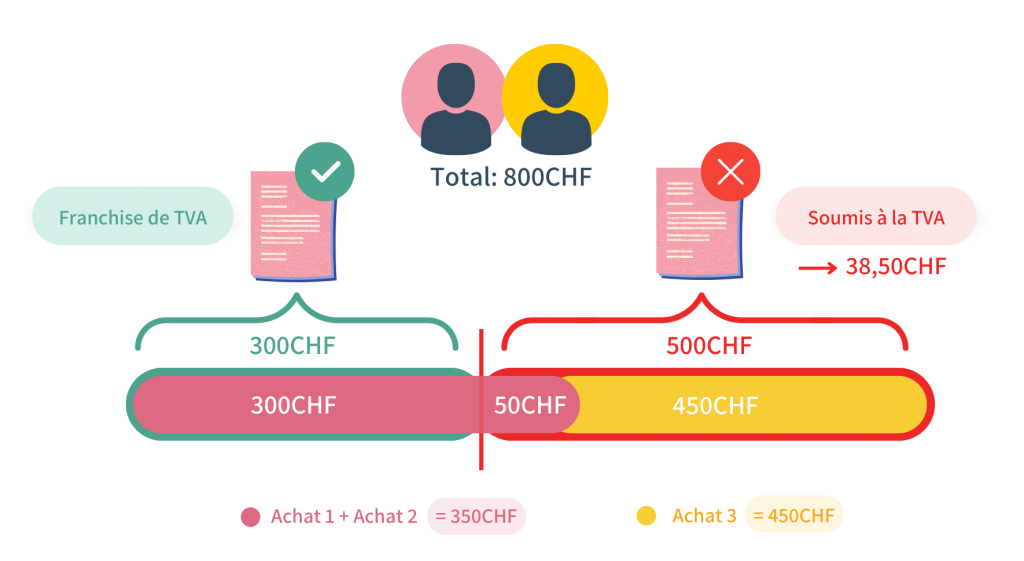 Total: 800CHF
Franchise de TVA
Soumis à la TVA
38,50CHF
300CHF
500CHF
300CHF
50CHF
450CHF
Achat 1 + Achat 2 = 350CHF
Achat 3 = 450CHF